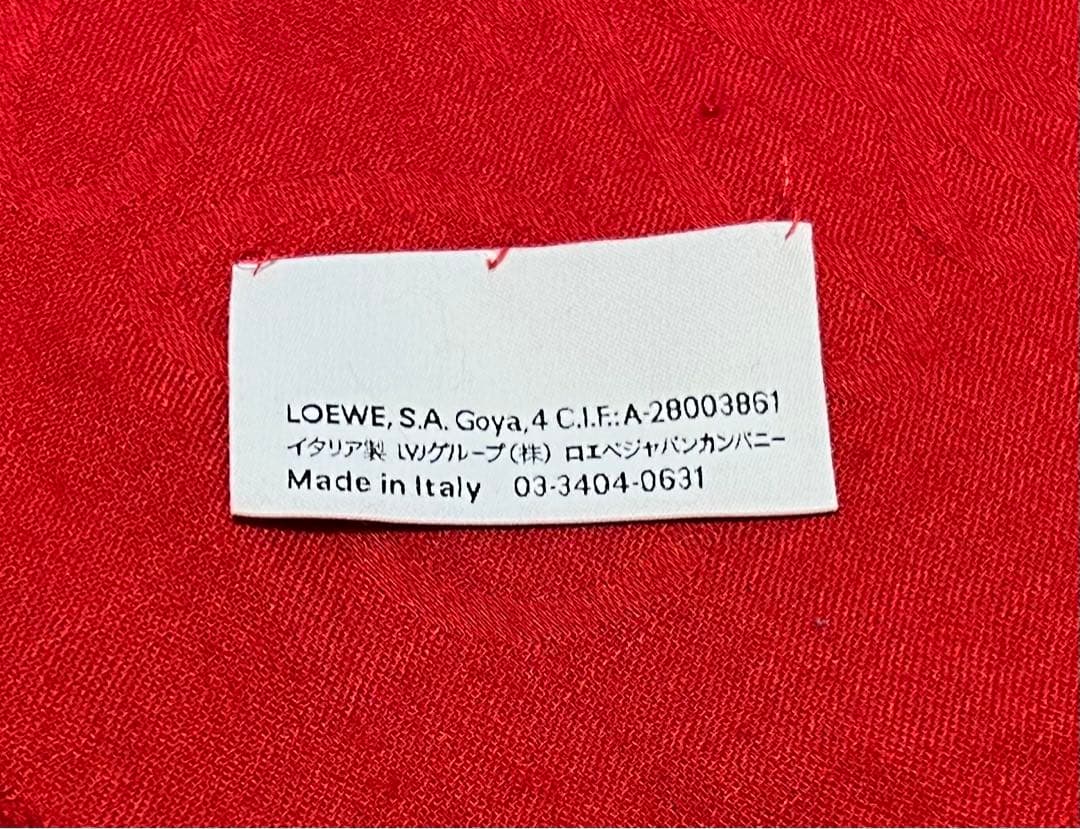 LOEWE, S.A. Goya, 4 C.I.F.: A-28003861
イタリア製 LVJグループ(株) ロエベジャパンカンパニー
Made in Italy 03-3404-0631